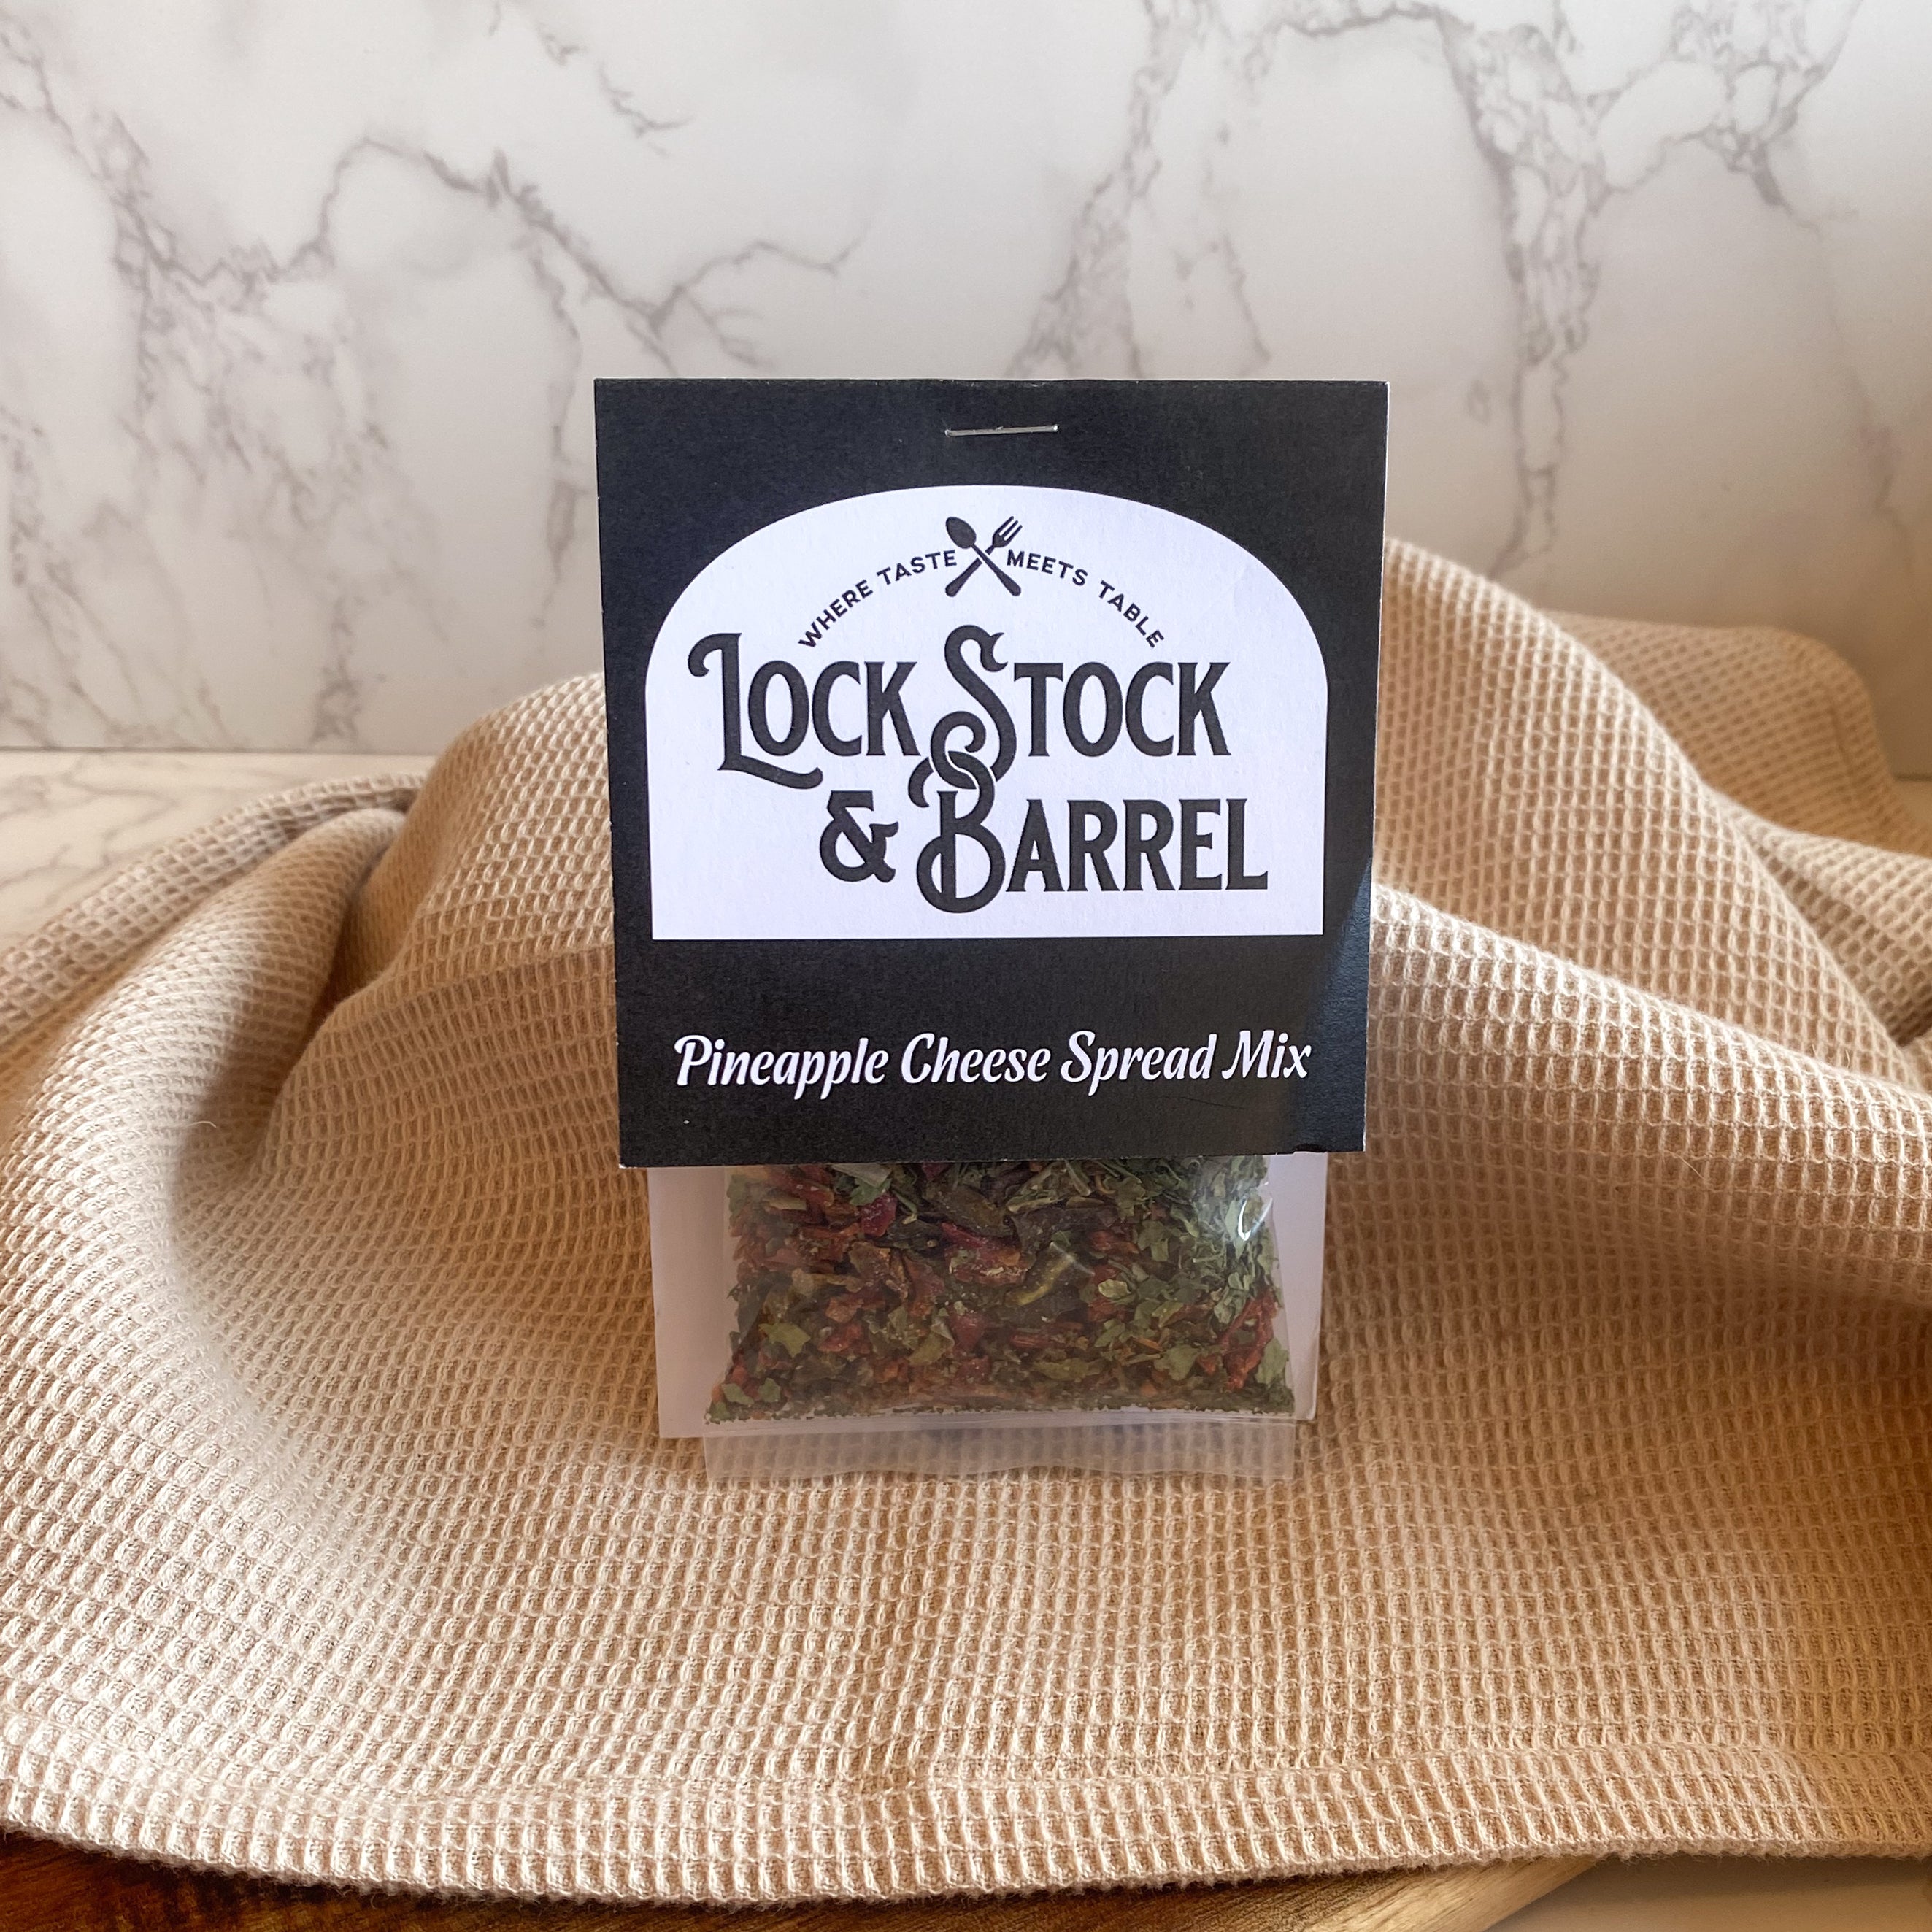 WHERE TASTE MEETS TABLE
LOCK STOCK
& BARREL
Pineapple Cheese Spread Mix